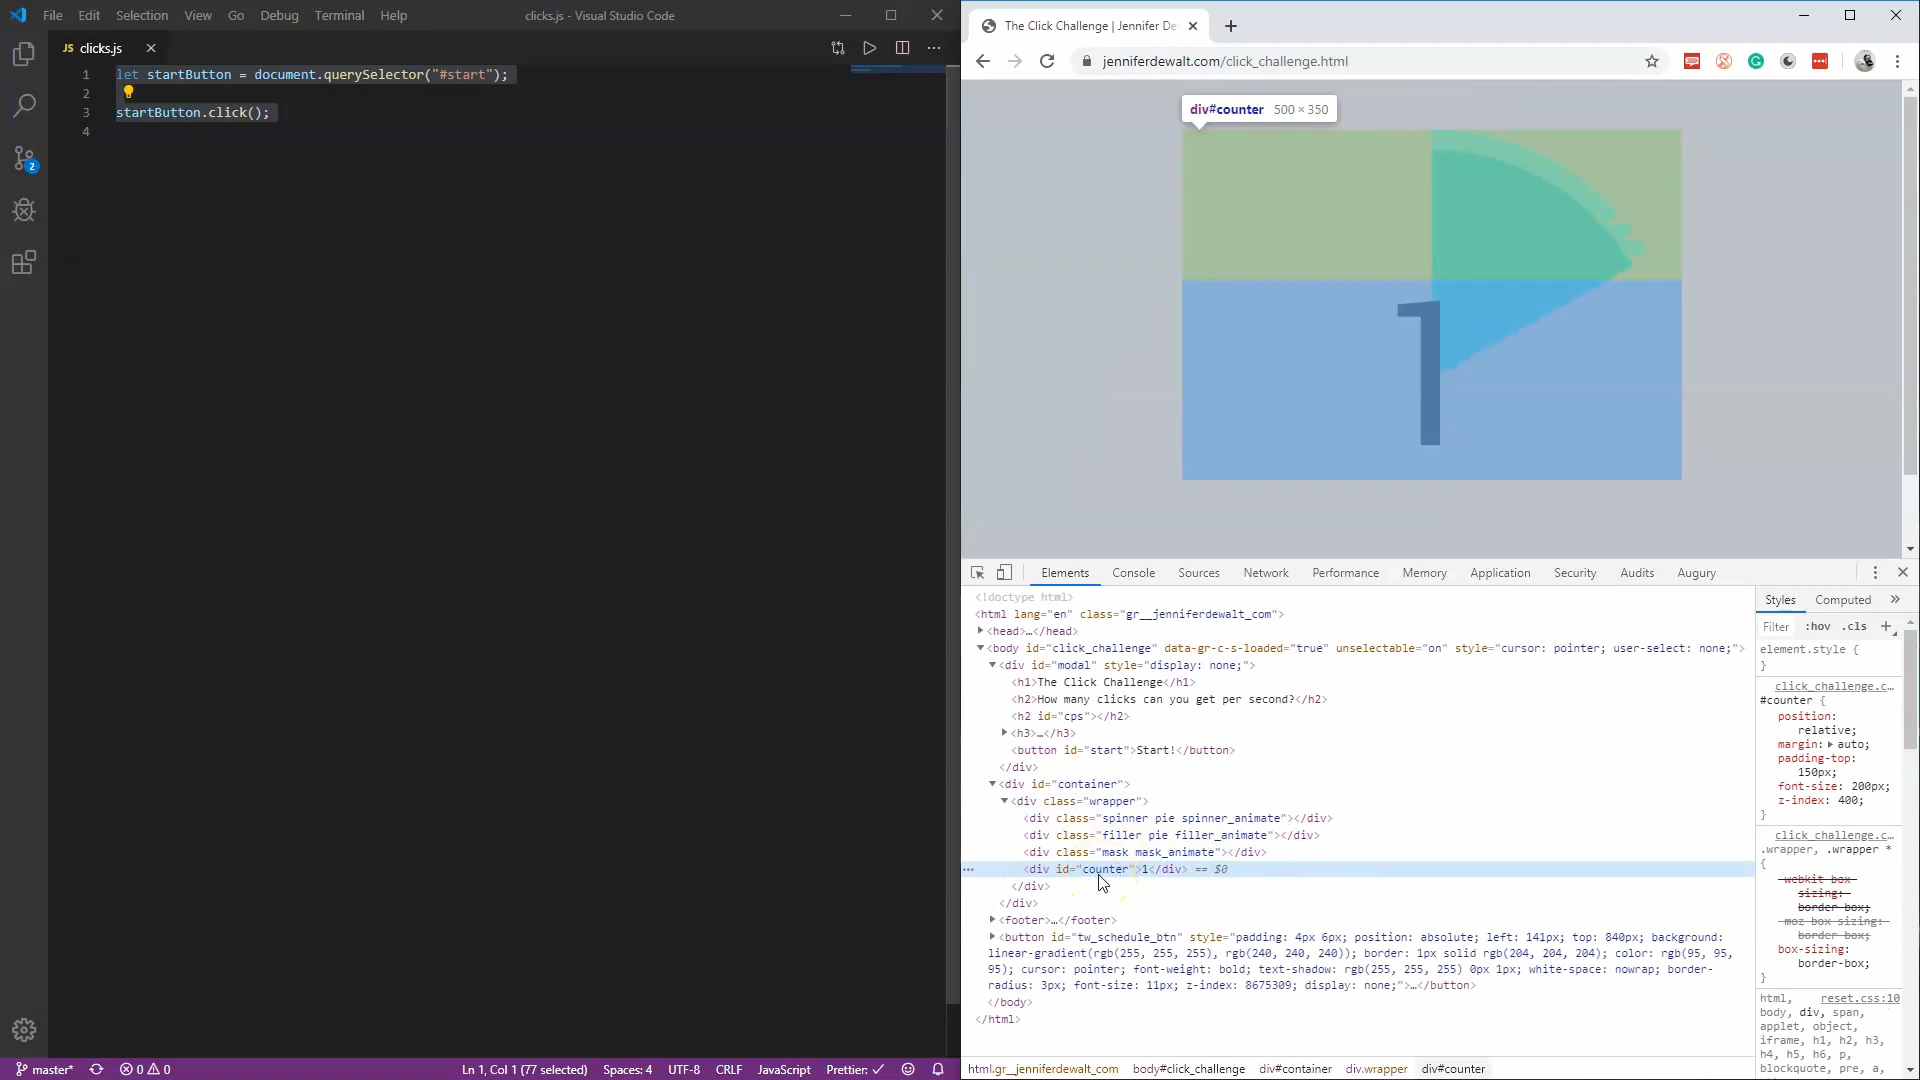 File Edit Selection View Go Debug Terminal Help
clicks.js - Visual Studio Code
JS clicks.js
1 let startButton = document.querySelector("#start");
2
3 startButton.click();
4
2
master*
0 0
Ln 1, Col 1 (77 selected) Spaces: 4 UTF-8 CRLF JavaScript Prettier: ✓
The Click Challenge | Jennifer De
jenniferdewalt.com/click_challenge.html
div#counter 500 × 350
1
Elements Console Sources Network Performance Memory Application Security Audits Augury
<!doctype html>
<html lang="en" class="gr__jenniferdewalt_com">
<head>…</head>
<body id="click_challenge" data-gr-c-s-loaded="true" unselectable="on" style="cursor: pointer; user-select: none;">
<div id="modal" style="display: none;">
<h1>The Click Challenge</h1>
<h2>How many clicks can you get per second?</h2>
<h2 id="cps"></h2>
<h3>…</h3>
<button id="start">Start!</button>
</div>
<div id="container">
<div class="wrapper">
<div class="spinner pie spinner_animate"></div>
<div class="filler pie filler_animate"></div>
<div class="mask mask_animate"></div>
<div id="counter">1</div> == $0
</div>
</div>
<footer>…</footer>
<button id="tw_schedule_btn" style="padding: 4px 6px; position: absolute; left: 141px; top: 840px; background:
linear-gradient(rgb(255, 255, 255), rgb(240, 240, 240)); border: 1px solid rgb(204, 204, 204); color: rgb(95, 95,
95); cursor: pointer; font-weight: bold; text-shadow: rgb(255, 255, 255) 0px 1px; white-space: nowrap; border-
radius: 3px; font-size: 11px; z-index: 8675309; display: none;">…</button>
</body>
</html>
html.gr__jenniferdewalt_com body#click_challenge div#container div.wrapper div#counter
Styles Computed »
Filter :hov .cls +
element.style {
}
click_challenge.c…
#counter {
position:
relative;
margin: auto;
padding-top:
150px;
font-size: 200px;
z-index: 400;
}
click_challenge.c…
.wrapper, .wrapper *
{
-webkit-box-
sizing:
border-box;
-moz-box-sizing:
border-box;
box-sizing:
border-box;
}
html, reset.css:10
body, div, span,
applet, object,
iframe, h1, h2, h3,
h4, h5, h6, p,
blockquote, pre, a,